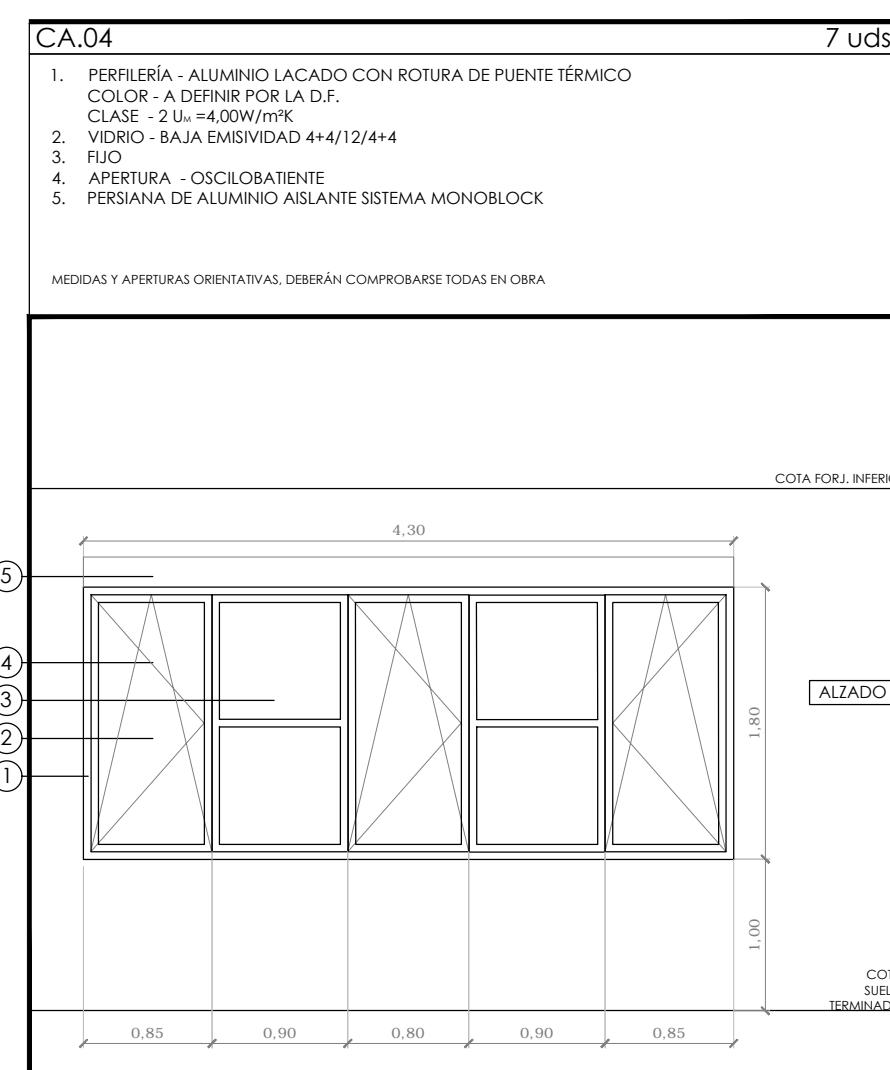 CA.04 7 uds
1. PERFILERÍA - ALUMINIO LACADO CON ROTURA DE PUENTE TÉRMICO
COLOR - A DEFINIR POR LA D.F.
CLASE - 2 UM =4,00W/m²K
2. VIDRIO - BAJA EMISIVIDAD 4+4/12/4+4
3. FIJO
4. APERTURA - OSCILOBATIENTE
5. PERSIANA DE ALUMINIO AISLANTE SISTEMA MONOBLOCK
MEDIDAS Y APERTURAS ORIENTATIVAS, DEBERÁN COMPROBARSE TODAS EN OBRA
COTA FORJ.
4,30
5
4
3
2
1
1,80
ALZADO
1,00
0,85 0,90 0,80 0,90 0,85